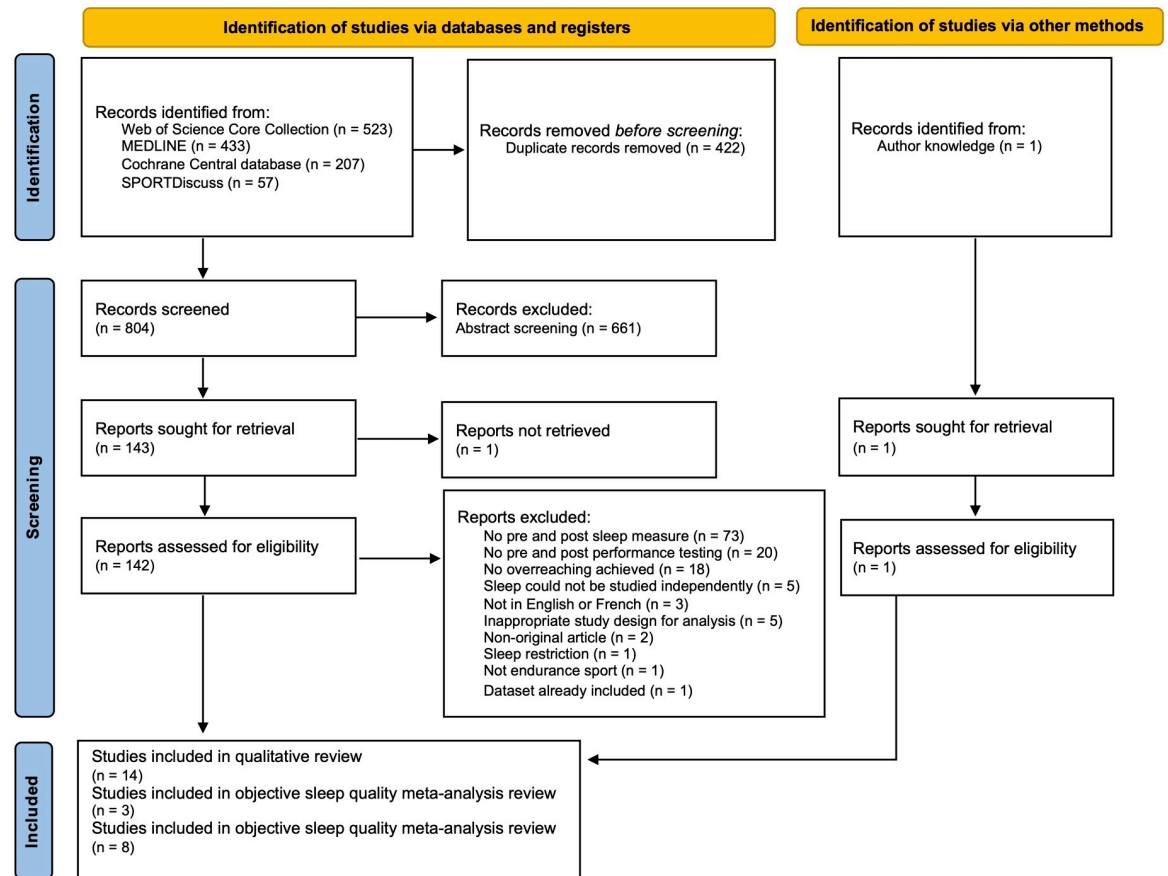 Identification of studies via databases and registers
Identification of studies via other methods
Identification
Records identified from:
Web of Science Core Collection (n = 523)
MEDLINE (n = 433)
Cochrane Central database (n = 207)
SPORTDiscuss (n = 57)
Records removed before screening:
Duplicate records removed (n = 422)
Records identified from:
Author knowledge (n = 1)
Screening
Records screened
(n = 804)
Records excluded:
Abstract screening (n = 661)
Reports sought for retrieval
(n = 143)
Reports not retrieved
(n = 1)
Reports sought for retrieval
(n = 1)
Reports assessed for eligibility
(n = 142)
Reports excluded:
No pre and post sleep measure (n = 73)
No pre and post performance testing (n = 20)
No overreaching achieved (n = 18)
Sleep could not be studied independently (n = 5)
Not in English or French (n = 3)
Inappropriate study design for analysis (n = 5)
Non-original article (n = 2)
Sleep restriction (n = 1)
Not endurance sport (n = 1)
Dataset already included (n = 1)
Reports assessed for eligibility
(n = 1)
Included
Studies included in qualitative review
(n = 14)
Studies included in objective sleep quality meta-analysis review
(n = 3)
Studies included in objective sleep quality meta-analysis review
(n = 8)